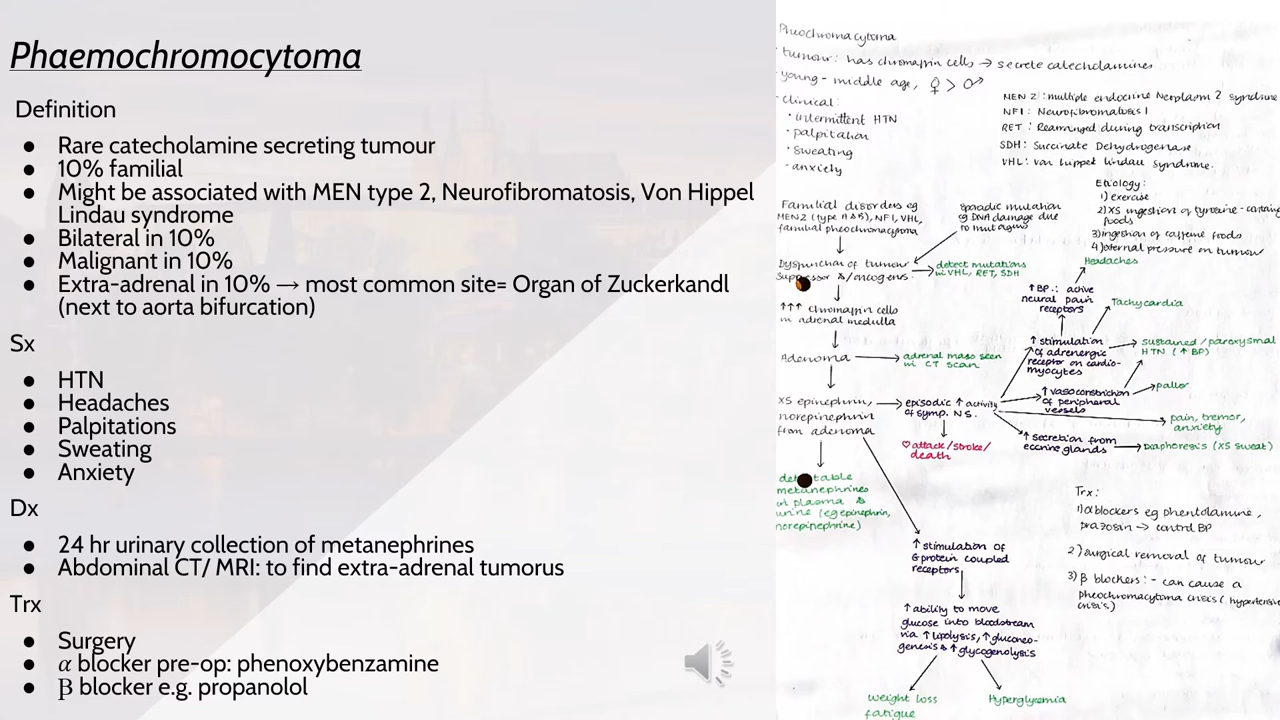 Phaemochromocytoma
Definition
● Rare catecholamine secreting tumour
● 10% familial
● Might be associated with MEN type 2, Neurofibromatosis, Von Hippel
Lindau syndrome
● Bilateral in 10%
● Malignant in 10%
● Extra-adrenal in 10% → most common site= Organ of Zuckerkandl
(next to aorta bifurcation)
Sx
● HTN
● Headaches
● Palpitations
● Sweating
● Anxiety
Dx
● 24 hr urinary collection of metanephrines
● Abdominal CT/ MRI: to find extra-adrenal tumorus
Trx
● Surgery
● α blocker pre-op: phenoxybenzamine
● β blocker e.g. propanolol
Pheochromacytoma
· tumour: has chromaffin cells → secrete catecholamines
· young - middle age, ♀ > ♂
· clinical:
· intermittent HTN
· palpitation
· sweating
· anxiety
MEN 2 : multiple endocrine Neoplasm 2 syndrome
NF1 : Neurofibromatosis 1
RET : Rearranged during transcription
SDH: Succinate Dehydrogenase
VHL: von hippel lindau syndrome.
Etiology:
1) exercise
2) XS ingestion of tyrosine-containing
foods
3) ingestion of caffeine foods
4) external pressure on tumour
Familial disorders eg
MEN2 (type A & B), NF1, VHL,
familial pheochromacytoma
sporadic mutation
eg DNA damage due
to mutagens
Dysfunction of tumour
suppressor &/oncogenes
detect mutations
in VHL, RET, SDH
↑↑↑ chromaffin cells
in adrenal medulla
Adenoma
adrenal mass seen
in CT scan
XS epinephrin,
norepinephrin
from adenoma
episodic ↑ activity
of symp. N.S.
♡ attack/stroke/
death
metanephrines
in plasma &
urine (eg epinephrin,
norepinephrine)
Headaches
↑ BP ∴ active
neural pain
receptors
Tachycardia
↑ stimulation
of adrenergic
receptor on cardio-
myocytes
sustained / paroxysmal
HTN (↑ BP)
↑ vasoconstriction
of peripheral
vessels
pallor
pain, tremor,
anxiety
↑ secretion from
eccrine glands
Diaphoresis (XS sweat)
↑ stimulation of
G protein coupled
receptors
↑ ability to move
glucose into bloodstream
via ↑ lipolysis, ↑ gluconeo-
genesis & ↑ glycogenolysis
weight loss
fatigue
Hyperglycemia
Trx:
1) α blockers eg phentolamine,
prazosin → control BP
2) surgical removal of tumour
3) β blockers: - can cause a
pheochromacytoma crisis (hypertensive
crisis)